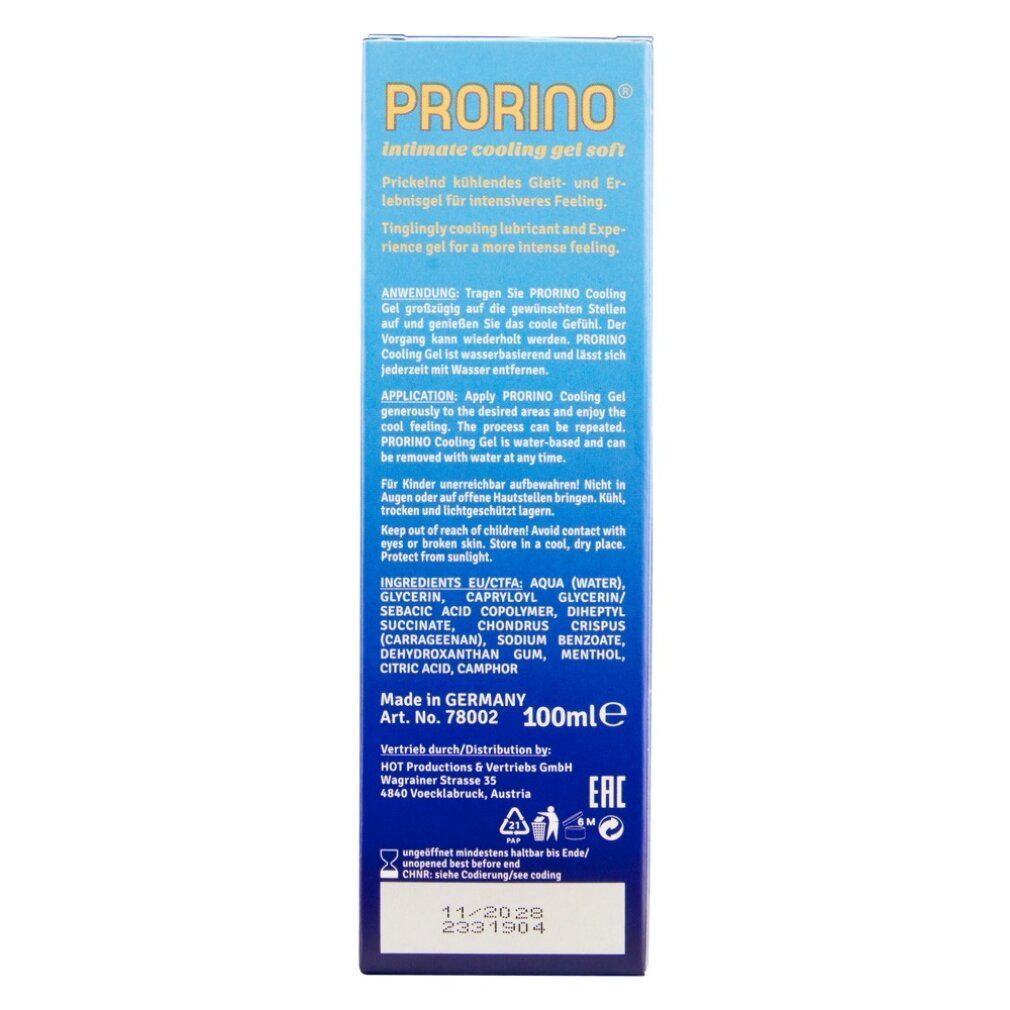 PRORINO®
intimate cooling gel soft
Prickelnd kühlendes Gleit- und Er-
lebnisgel für intensiveres Feeling.
Tinglingly cooling lubricant and Expe-
rience gel for a more intense feeling.
ANWENDUNG: Tragen Sie PRORINO Cooling
Gel großzügig auf die gewünschten Stellen
auf und genießen Sie das coole Gefühl. Der
Vorgang kann wiederholt werden. PRORINO
Cooling Gel ist wasserbasierend und lässt sich
jederzeit mit Wasser entfernen.
APPLICATION: Apply PRORINO Cooling Gel
generously to the desired areas and enjoy the
cool feeling. The process can be repeated.
PRORINO Cooling Gel is water-based and can
be removed with water at any time.
Für Kinder unerreichbar aufbewahren! Nicht in
Augen oder auf offene Hautstellen bringen. Kühl,
trocken und lichtgeschützt lagern.
Keep out of reach of children! Avoid contact with
eyes or broken skin. Store in a cool, dry place.
Protect from sunlight.
INGREDIENTS EU/CTFA: AQUA (WATER),
GLYCERIN, CAPRYLOYL GLYCERIN/
SEBACIC ACID COPOLYMER, DIHEPTYL
SUCCINATE, CHONDRUS CRISPUS
(CARRAGEENAN), SODIUM BENZOATE,
DEHYDROXANTHAN GUM, MENTHOL,
CITRIC ACID, CAMPHOR
Made in GERMANY
Art. No. 78002 100ml ℮
Vertrieb durch/Distribution by:
HOT Productions & Vertriebs GmbH
Wagrainer Strasse 35
4840 Voecklabruck, Austria
EAC
21
PAP
6 M
ungeöffnet mindestens haltbar bis Ende/
unopened best before end
CHNR: siehe Codierung/see coding
11/2028
2331904